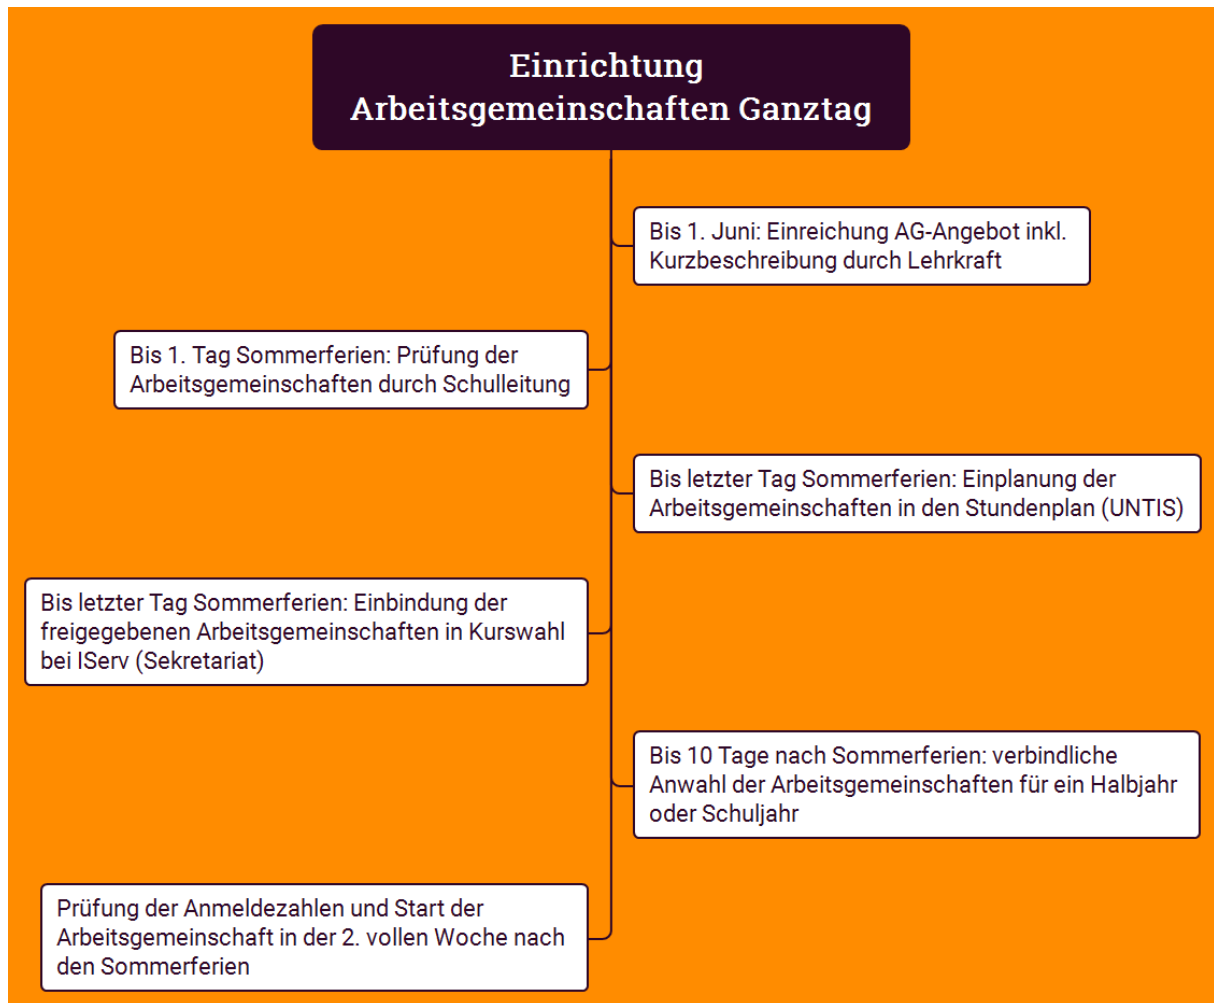 Einrichtung
Arbeitsgemeinschaften Ganztag
Bis 1. Juni: Einreichung AG-Angebot inkl.
Kurzbeschreibung durch Lehrkraft
Bis 1. Tag Sommerferien: Prüfung der
Arbeitsgemeinschaften durch Schulleitung
Bis letzter Tag Sommerferien: Einplanung der
Arbeitsgemeinschaften in den Stundenplan (UNTIS)
Bis letzter Tag Sommerferien: Einbindung der
freigegebenen Arbeitsgemeinschaften in Kurswahl
bei IServ (Sekretariat)
Bis 10 Tage nach Sommerferien: verbindliche
Anwahl der Arbeitsgemeinschaften für ein Halbjahr
oder Schuljahr
Prüfung der Anmeldezahlen und Start der
Arbeitsgemeinschaft in der 2. vollen Woche nach
den Sommerferien